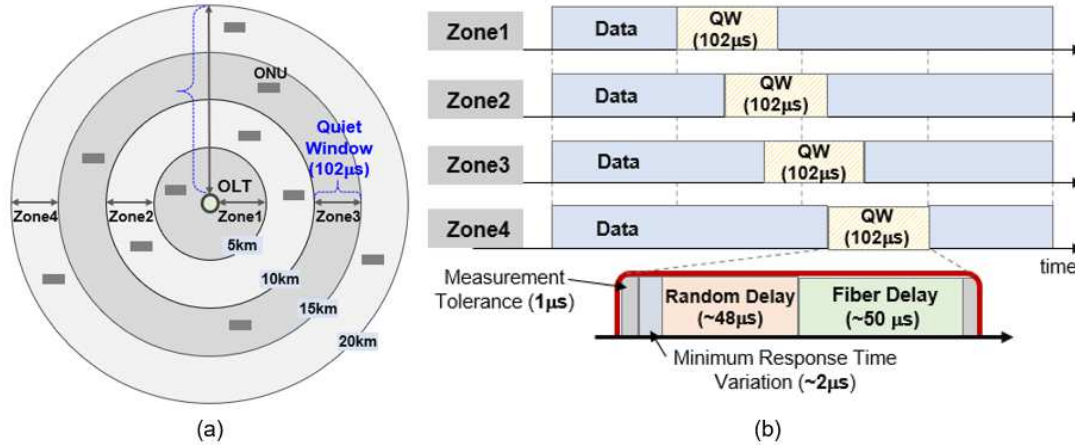 ONU
Quiet
Window
(102μs)
OLT
Zone4
Zone2
Zone1
Zone3
5km
10km
15km
20km
(a)
Zone1
Data
QW
(102μs)
Zone2
Data
QW
(102μs)
Zone3
Data
QW
(102μs)
Zone4
Data
QW
(102μs)
time
Measurement
Tolerance (1μs)
Random Delay
(~48μs)
Fiber Delay
(~50 μs)
Minimum Response Time
Variation (~2μs)
(b)